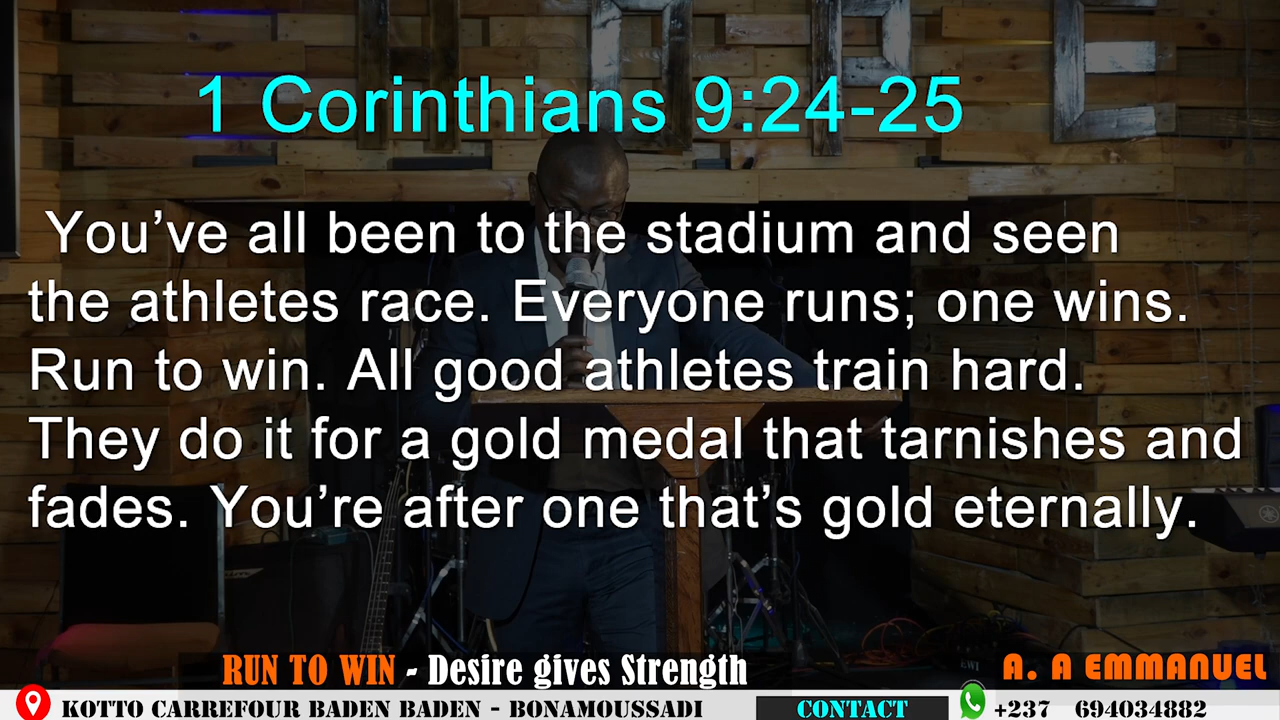 1 Corinthians 9:24-25
You’ve all been to the stadium and seen
the athletes race. Everyone runs; one wins.
Run to win. All good athletes train hard.
They do it for a gold medal that tarnishes and
fades. You’re after one that’s gold eternally.
RUN TO WIN - Desire gives Strength
A. A EMMANUEL
KOTTO CARREFOUR BADEN BADEN - BONAMOUSSADI
CONTACT
+237 694034882